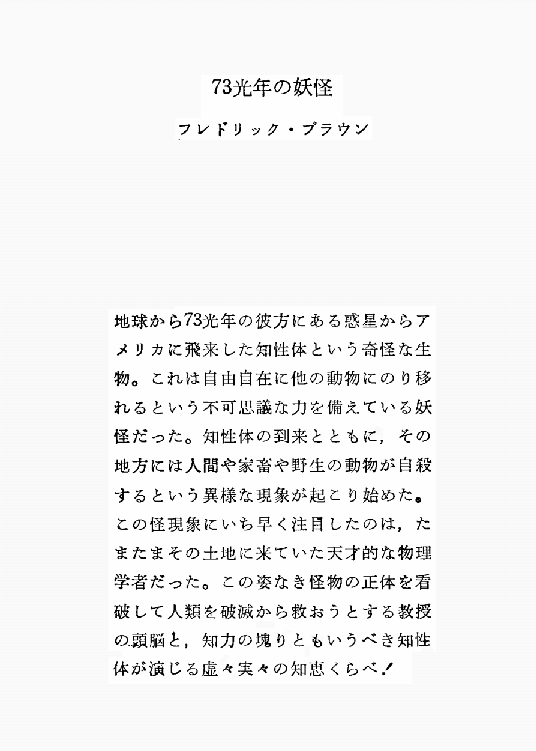 73光年の妖怪
フレドリック・ブラウン
地球から73光年の彼方にある惑星からア
メリカに飛来した知性体という奇怪な生
物。これは自由自在に他の動物にのり移
れるという不可思議な力を備えている妖
怪だった。知性体の到来とともに，その
地方には人間や家畜や野生の動物が自殺
するという異様な現象が起こり始めた。
この怪現象にいち早く注目したのは，た
またまその土地に来ていた天才的な物理
学者だった。この姿なき怪物の正体を看
破して人類を破滅から救おうとする教授
の頭脳と，知力の塊りともいうべき知性
体が演じる虚々実々の知恵くらべ！